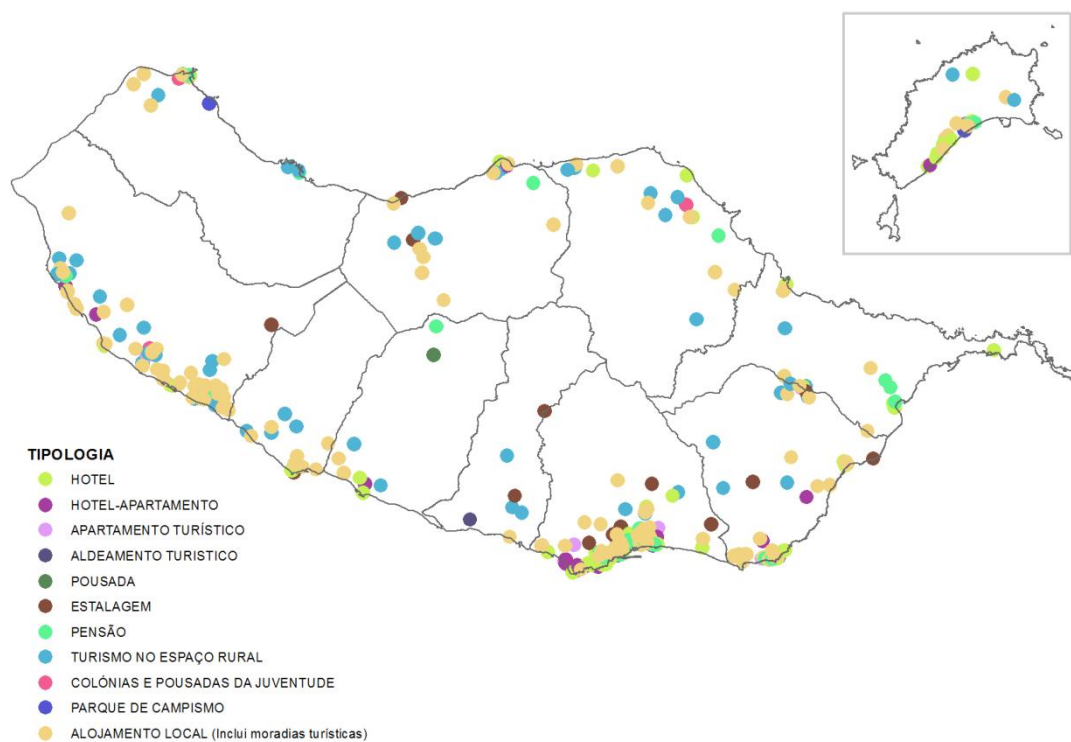 TIPOLOGIA
HOTEL
HOTEL-APARTAMENTO
APARTAMENTO TURÍSTICO
ALDEAMENTO TURISTICO
POUSADA
ESTALAGEM
PENSÃO
TURISMO NO ESPAÇO RURAL
COLÓNIAS E POUSADAS DA JUVENTUDE
PARQUE DE CAMPISMO
ALOJAMENTO LOCAL (Inclui moradias turísticas)